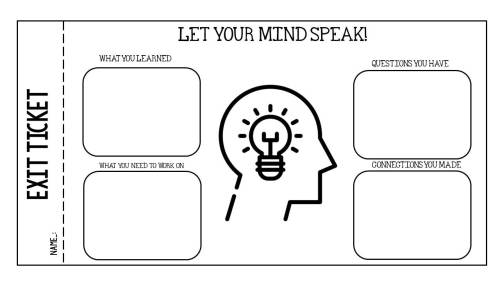 LET YOUR MIND SPEAK!
WHAT YOU LEARNED
QUESTIONS YOU HAVE
WHAT YOU NEED TO WORK ON
CONNECTIONS YOU MADE
EXIT TICKET
NAME_: